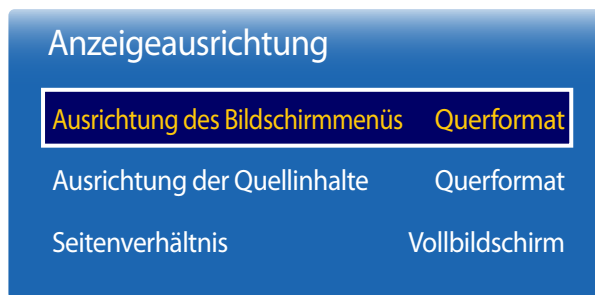 Anzeigeausrichtung
Ausrichtung des Bildschirmmenüs Querformat
Ausrichtung der Quellinhalte Querformat
Seitenverhältnis Vollbildschirm